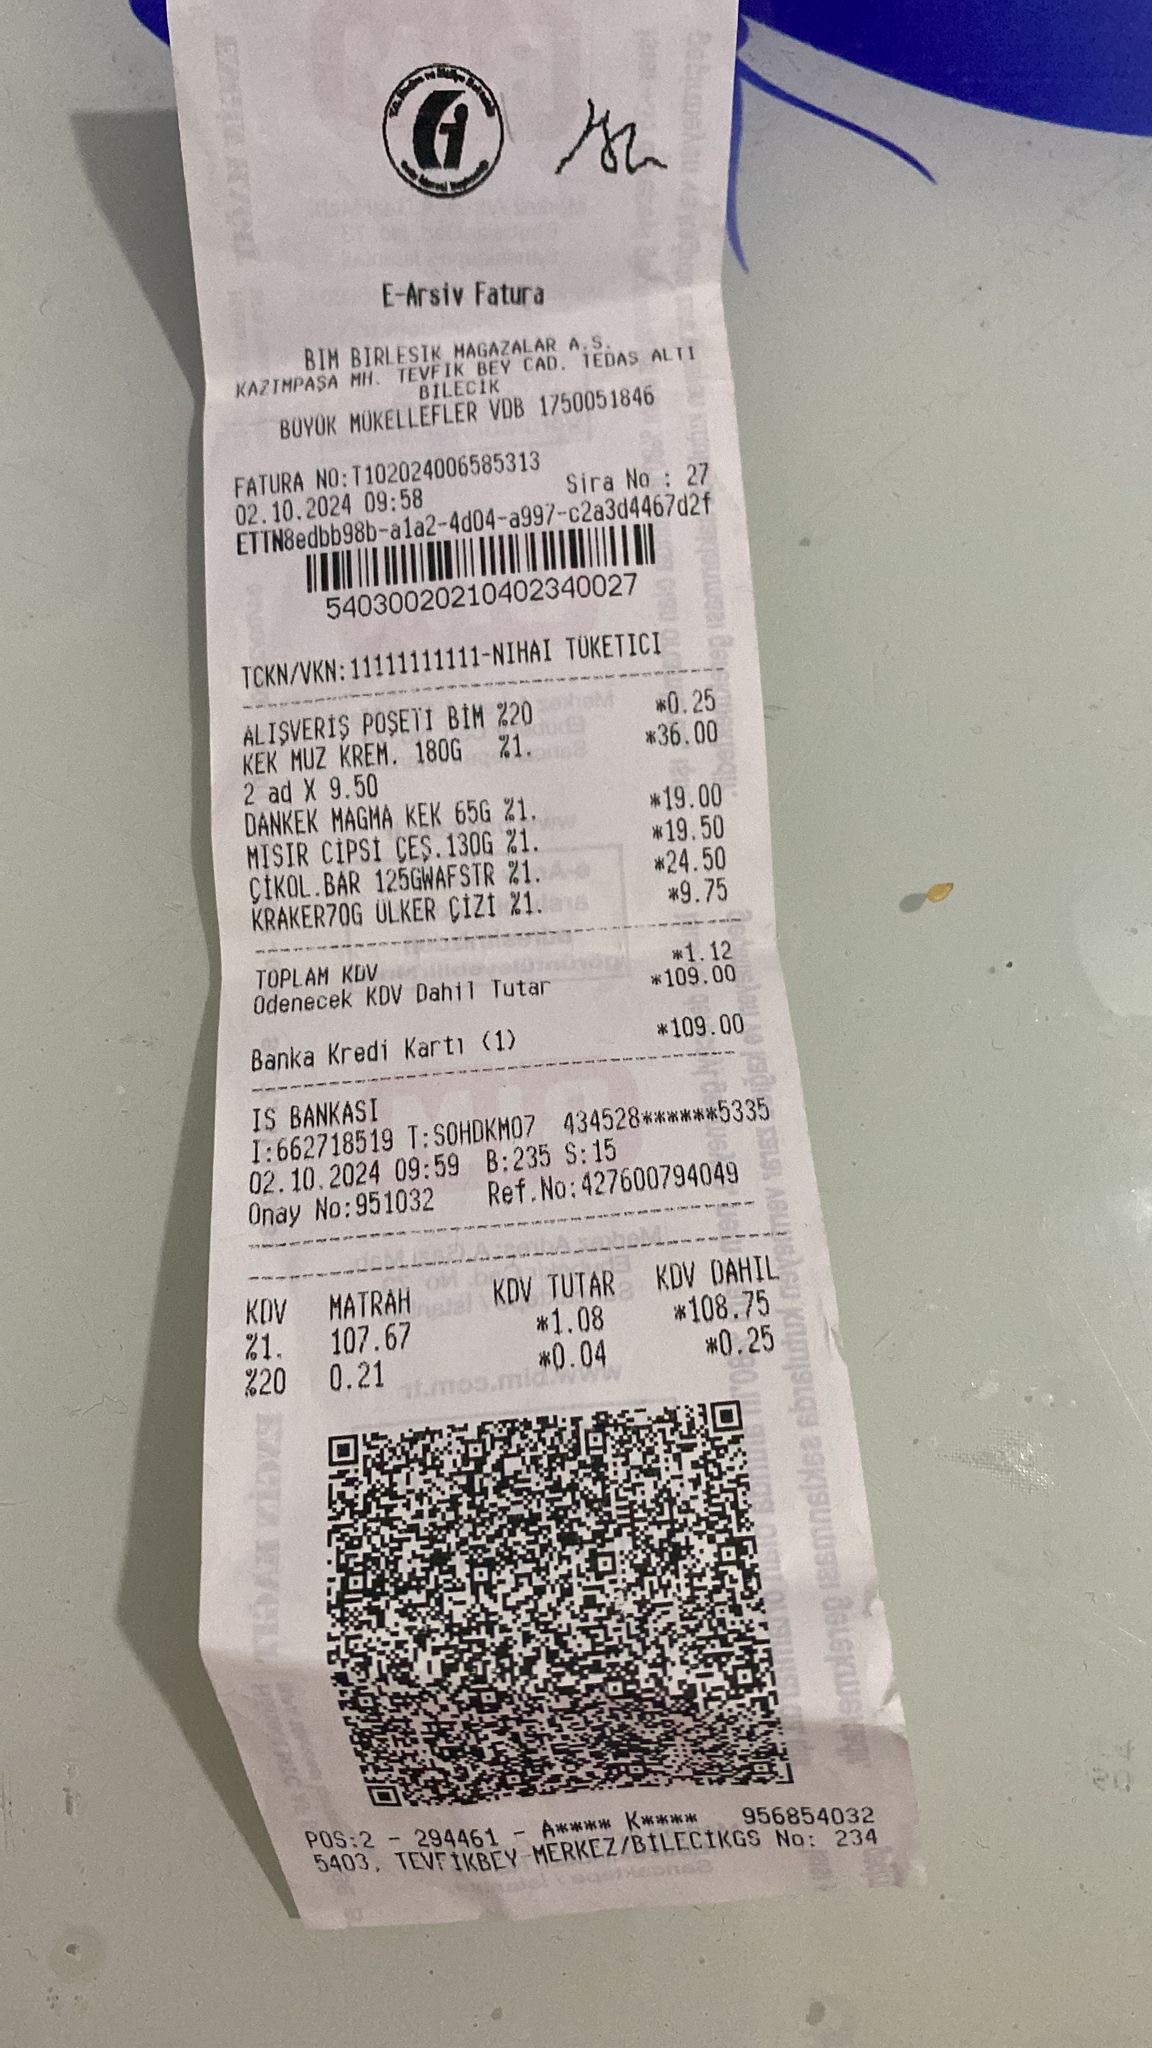 E-Arsiv Fatura
BIM BIRLESIK MAGAZALAR A.S.
KAZIMPAŞA MH. TEVFIK BEY CAD. TEDAS ALTI
BILECIK
BÜYÜK MÜKELLEFLER VDB 1750051846
FATURA NO:T102024006585313
02.10.2024 09:58 Sira No : 27
ETTN8edbb98b-a1a2-4d04-a997-c2a3d4467d2f
54030020210402340027
TCKN/VKN:11111111111-NIHAI TÜKETICI
ALIŞVERİŞ POŞETİ BİM %20 *0.25
KEK MUZ KREM. 180G %1. *36.00
2 ad X 9.50
DANKEK MAGMA KEK 65G %1. *19.00
MISIR CİPSİ ÇEŞ.130G %1. *19.50
ÇİKOL.BAR 125GWAFSTR %1. *24.50
KRAKER70G ÜLKER ÇİZİ %1. *9.75
TOPLAM KDV *1.12
Odenecek KDV Dahil Tutar *109.00
Banka Kredi Kartı (1) *109.00
IS BANKASI
I:662718519 T:SOHDKM07 434528******5335
02.10.2024 09:59 B:235 S:15
Onay No:951032 Ref.No:427600794049
KDV MATRAH KDV TUTAR KDV DAHIL
%1. 107.67 *1.08 *108.75
%20 0.21 *0.04 *0.25
POS:2 - 294461 - A**** K**** 956854032
5403, TEVFİKBEY MERKEZ/BİLECİKGS No: 234